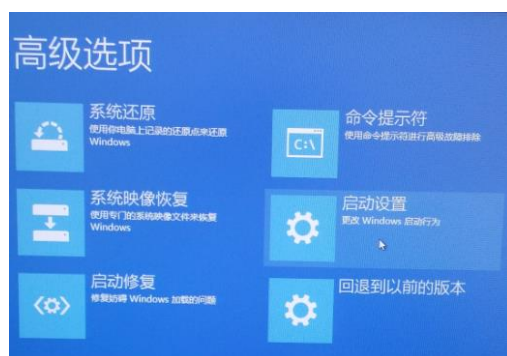 高级选项
系统还原
使用你电脑上记录的还原点来还原
Windows
命令提示符
使用命令提示符进行高级故障排除
C:\
系统映像恢复
使用专门的系统映像文件来恢复
Windows
启动设置
更改 Windows 启动行为
启动修复
修复妨碍 Windows 加载的问题
回退到以前的版本